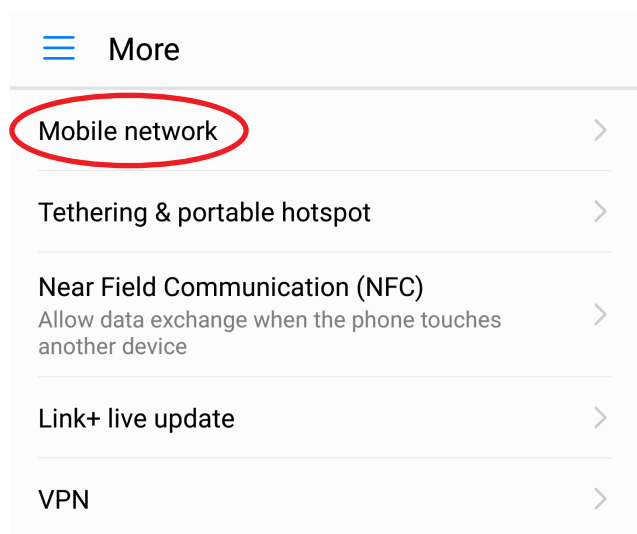 More
Mobile network
Tethering & portable hotspot
Near Field Communication (NFC)
Allow data exchange when the phone touches
another device
Link+ live update
VPN